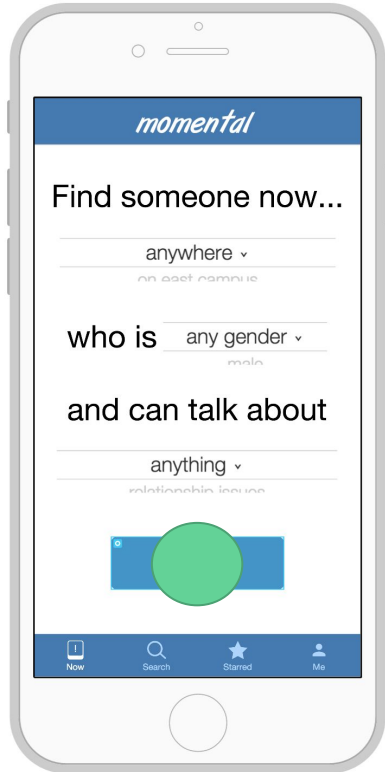 momental
Find someone now...
anywhere
on east campus
who is any gender
male
and can talk about
anything
relationship issues
!
Now Search Starred Me